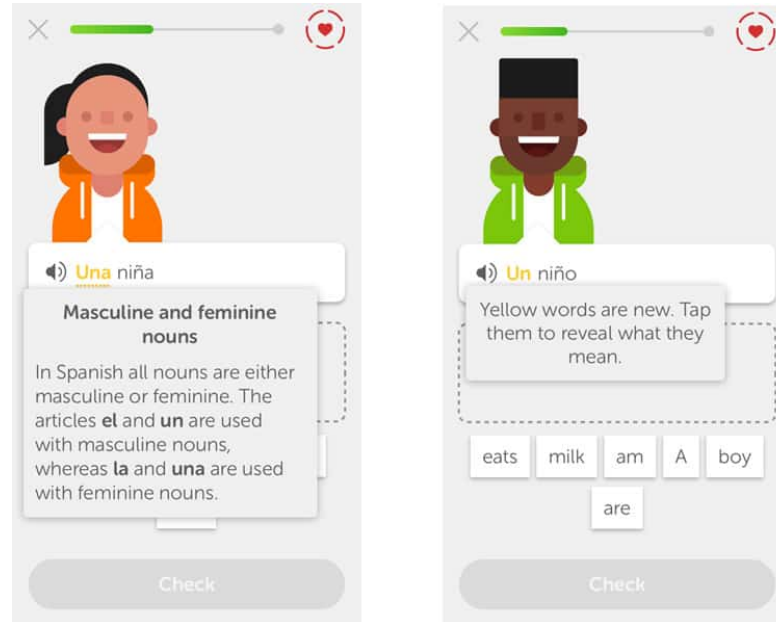 Una niña
Masculine and feminine
nouns
In Spanish all nouns are either
masculine or feminine. The
articles el and un are used
with masculine nouns,
whereas la and una are used
with feminine nouns.
Check
Un niño
Yellow words are new. Tap
them to reveal what they
mean.
eats milk am A boy
are
Check